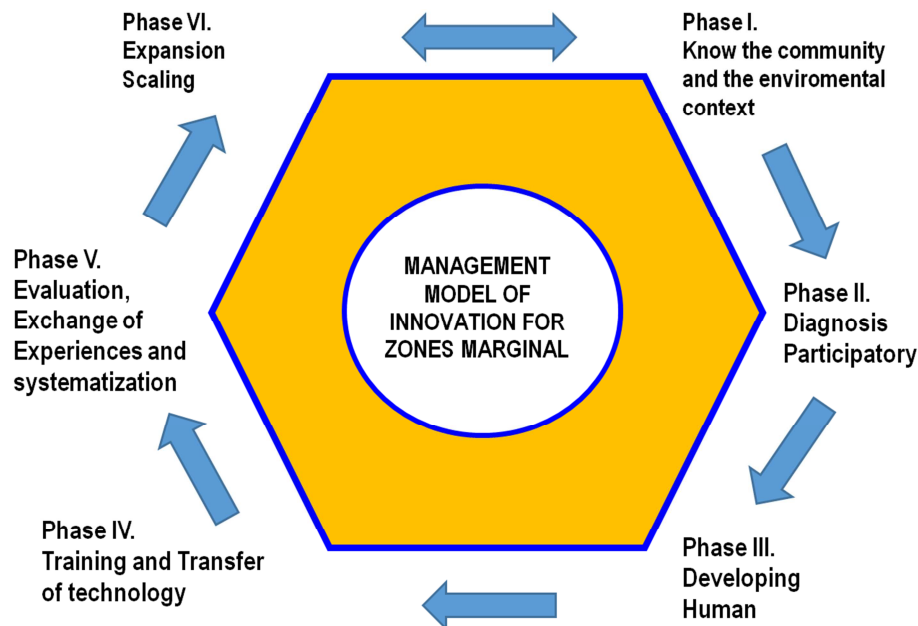 Phase VI.
Expansion
Scaling
Phase I.
Know the community
and the enviromental
context
Phase V.
Evaluation,
Exchange of
Experiences and
systematization
MANAGEMENT
MODEL OF
INNOVATION FOR
ZONES MARGINAL
Phase II.
Diagnosis
Participatory
Phase IV.
Training and Transfer
of technology
Phase III.
Developing
Human